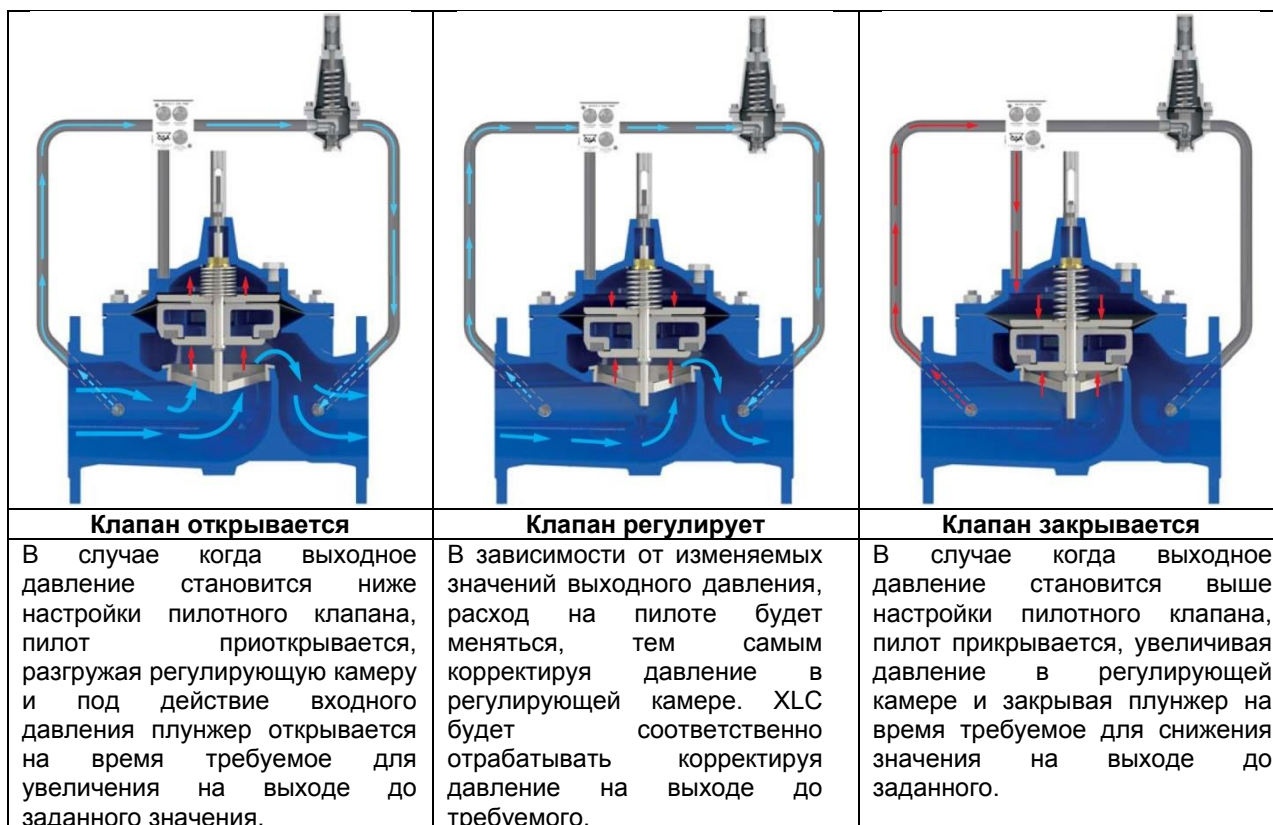 Клапан открывается
В случае когда выходное
давление становится ниже
настройки пилотного клапана,
пилот приоткрывается,
разгружая регулирующую камеру
и под действие входного
давления плунжер открывается
на время требуемое для
увеличения на выходе до
заданного значения.
Клапан регулирует
В зависимости от изменяемых
значений выходного давления,
расход на пилоте будет
меняться, тем самым
корректируя давление в
регулирующей камере. XLC
будет соответственно
отрабатывать корректируя
давление на выходе до
требуемого.
Клапан закрывается
В случае когда выходное
давление становится выше
настройки пилотного клапана,
пилот прикрывается, увеличивая
давление в регулирующей
камере и закрывая плунжер на
время требуемое для снижения
значения на выходе до
заданного.